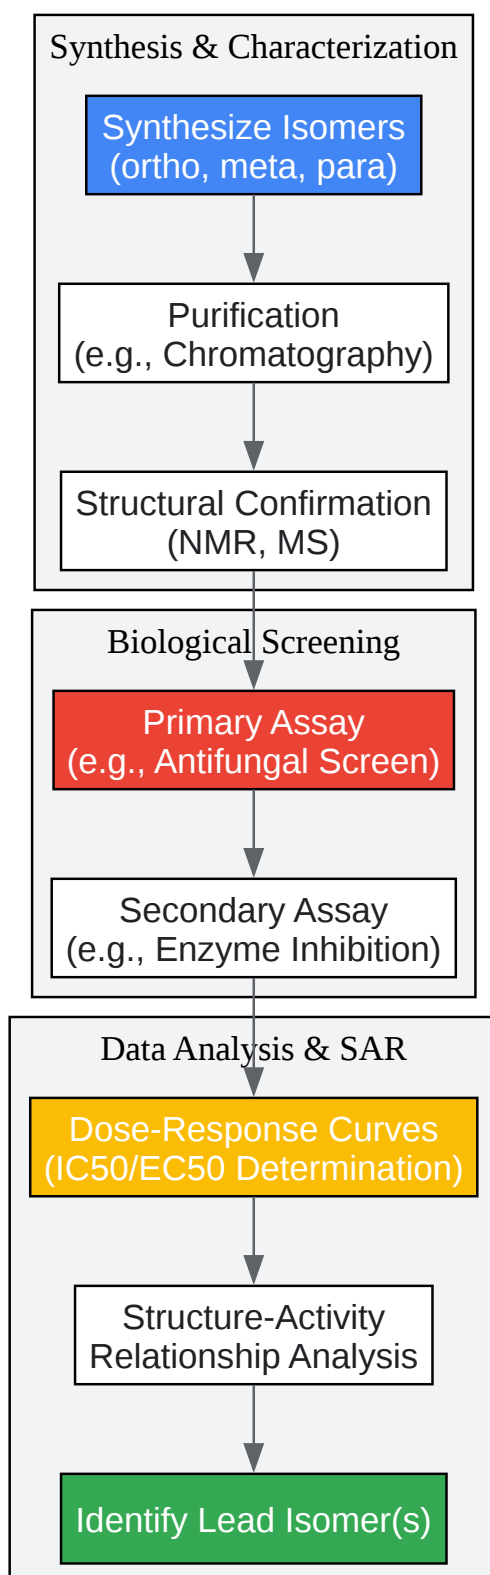 Synthesis & Characterization
Synthesize Isomers
(ortho, meta, para)
Purification
(e.g., Chromatography)
Structural Confirmation
(NMR, MS)
Biological Screening
Primary Assay
(e.g., Antifungal Screen)
Secondary Assay
(e.g., Enzyme Inhibition)
Data Analysis & SAR
Dose-Response Curves
(IC50/EC50 Determination)
Structure-Activity
Relationship Analysis
Identify Lead Isomer(s)